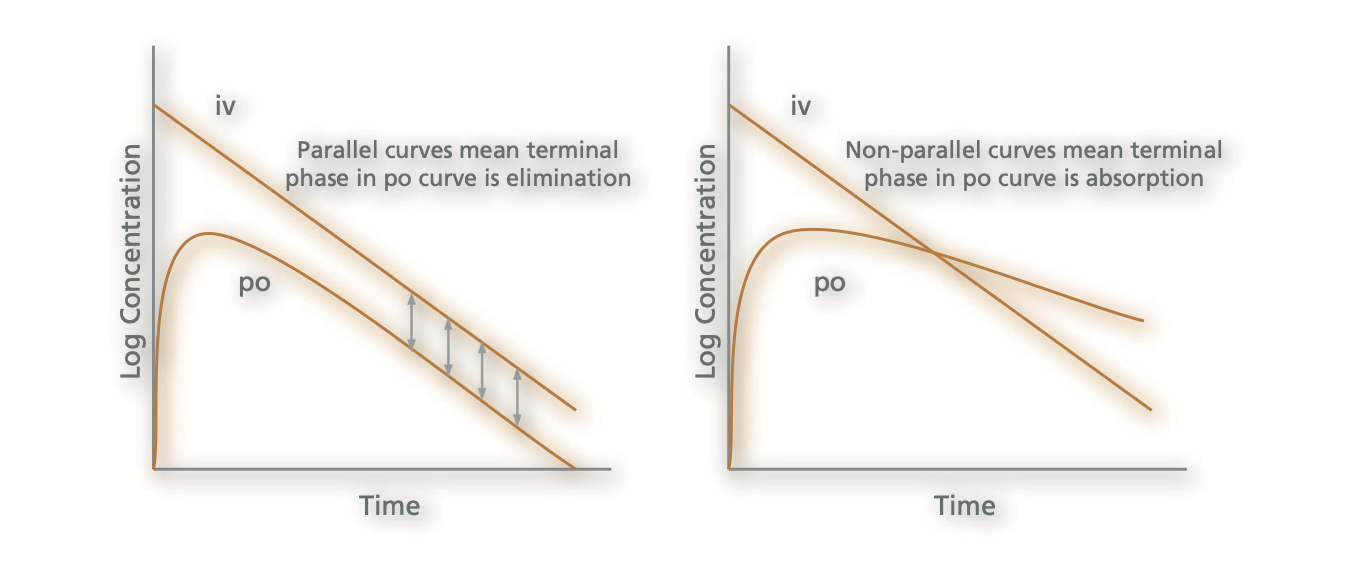 iv
Parallel curves mean terminal
phase in po curve is elimination
po
Log Concentration
Time
iv
Non-parallel curves mean terminal
phase in po curve is absorption
po
Log Concentration
Time